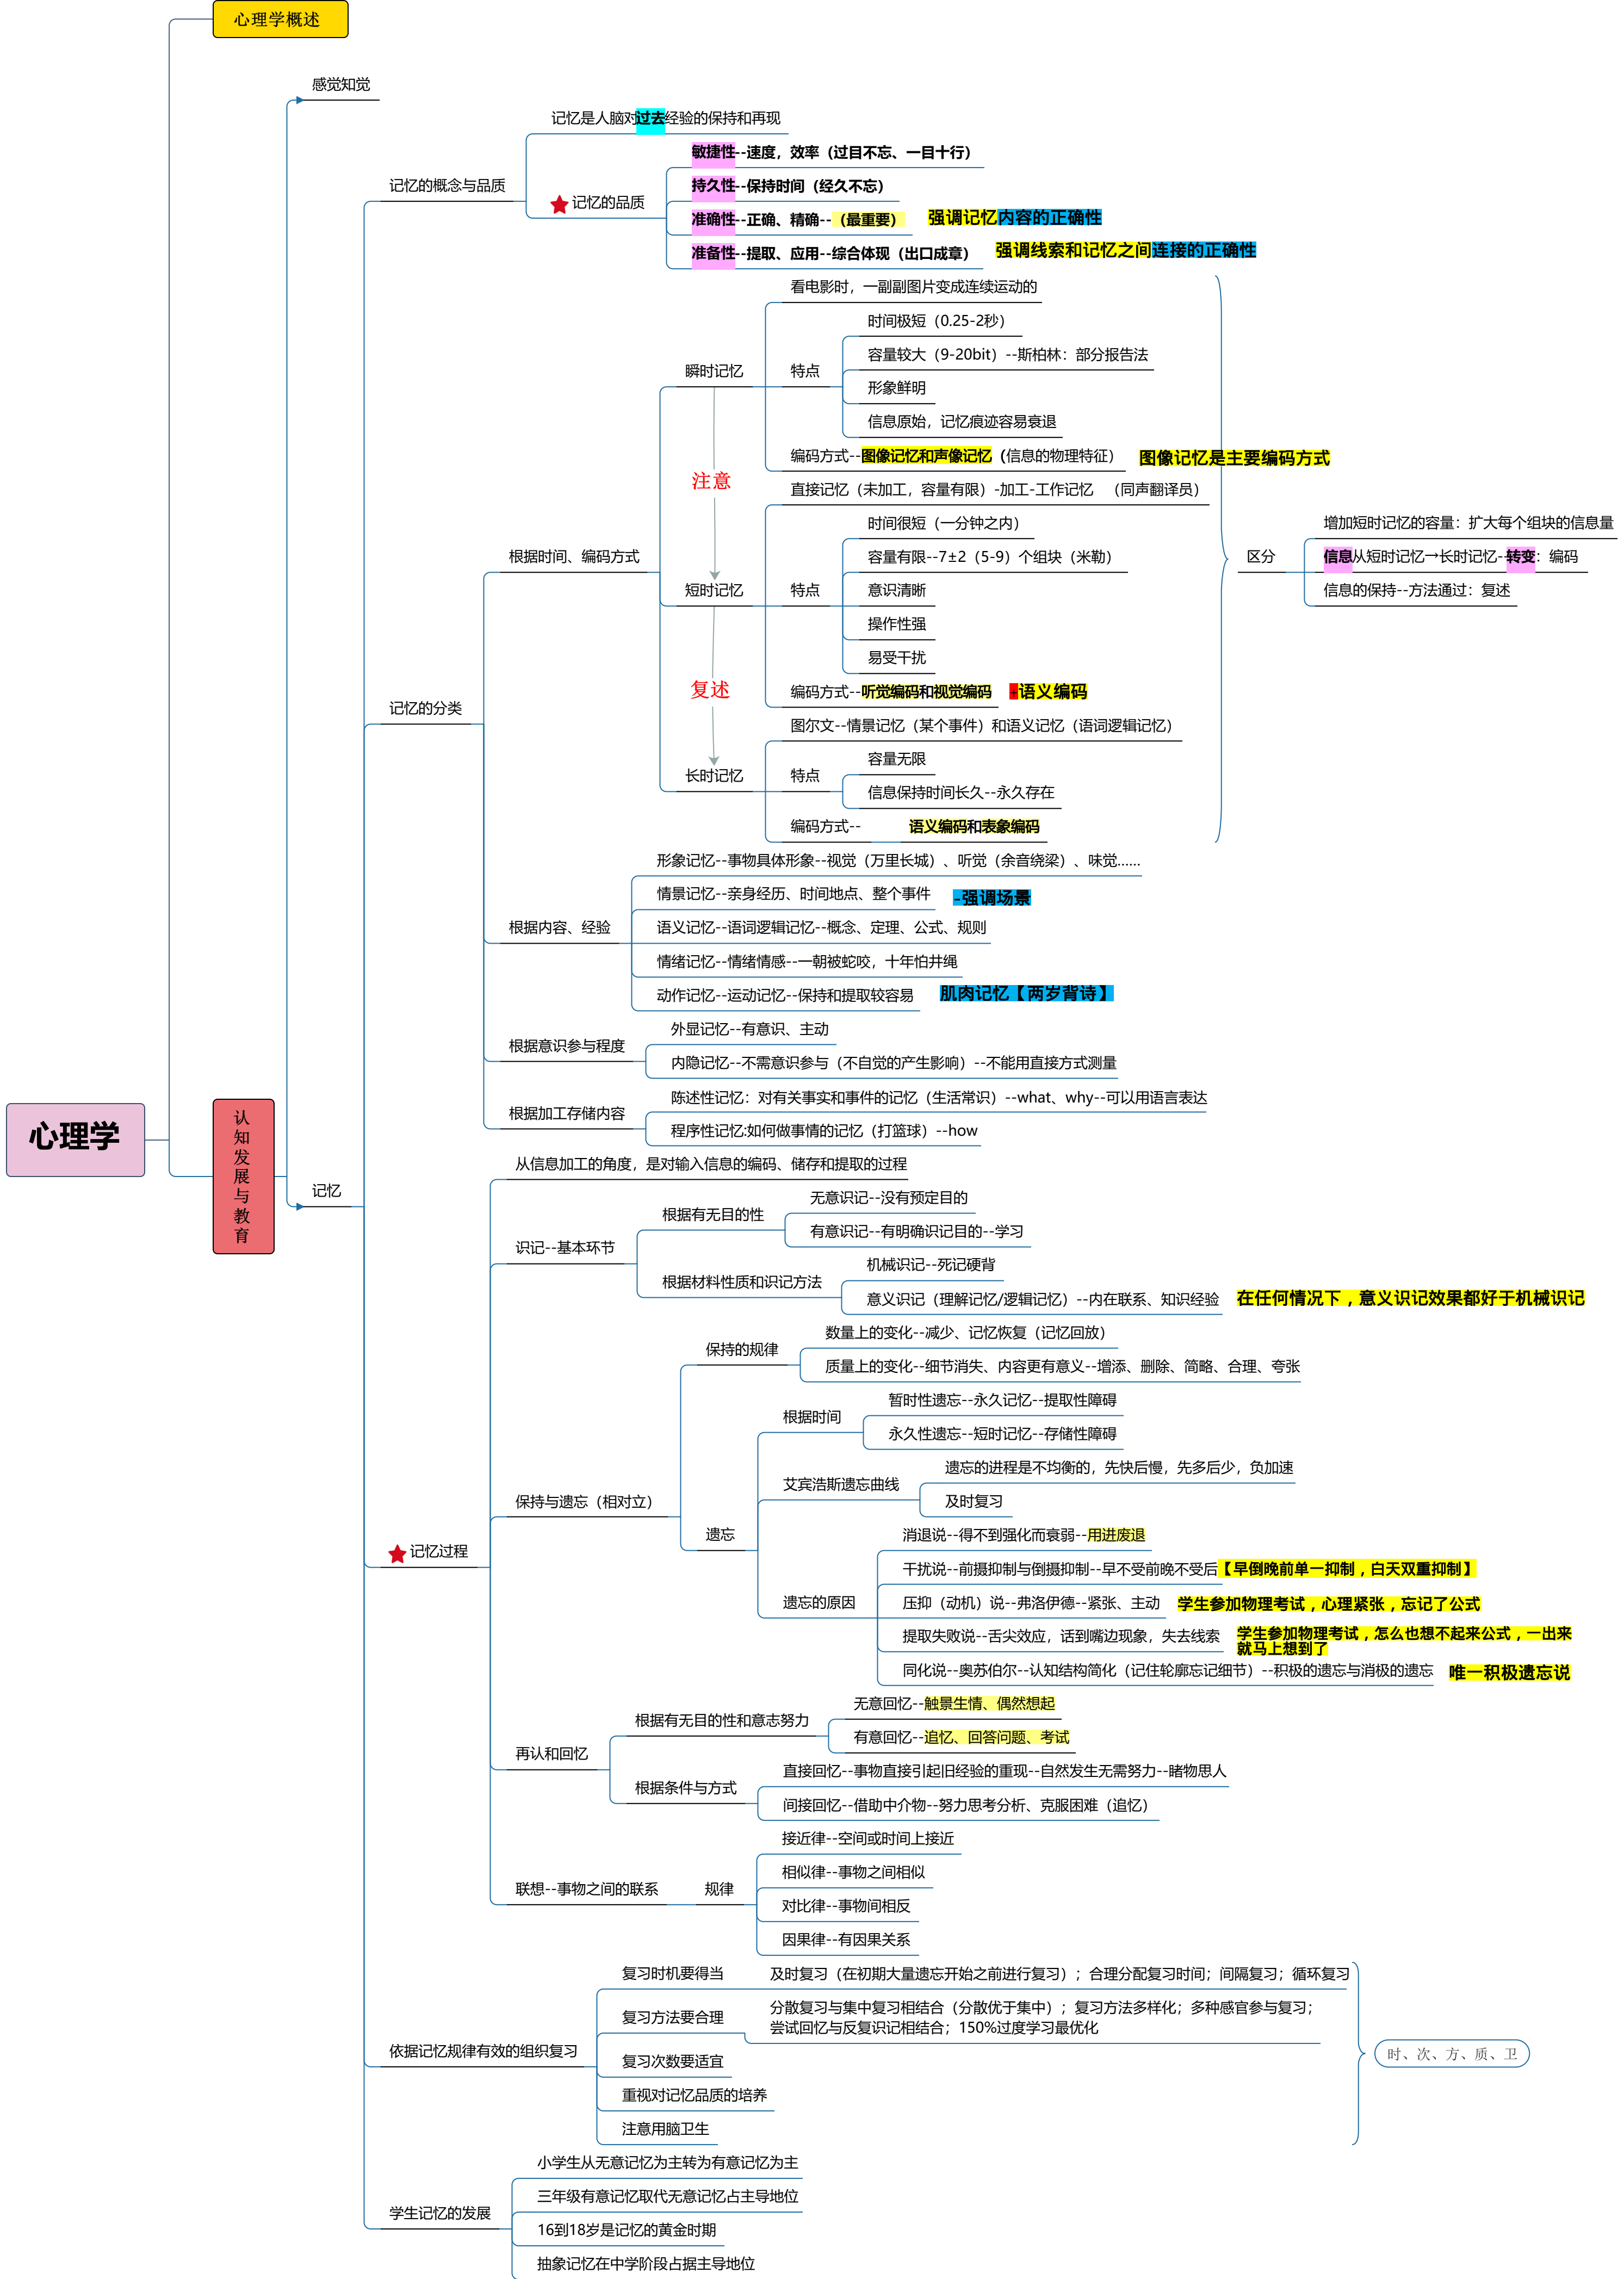 心理学概述
感觉知觉
记忆是人脑对过去经验的保持和再现
敏捷性--速度，效率（过目不忘、一目十行）
记忆的概念与品质
持久性--保持时间（经久不忘）
记忆的品质
准确性--正确、精确--（最重要）
强调记忆内容的正确性
准备性--提取、应用--综合体现（出口成章）
强调线索和记忆之间连接的正确性
看电影时，一副副图片变成连续运动的
时间极短（0.25-2秒）
容量较大（9-20bit）--斯柏林：部分报告法
瞬时记忆
特点
形象鲜明
信息原始，记忆痕迹容易衰退
编码方式--图像记忆和声像记忆（信息的物理特征）
图像记忆是主要编码方式
注意
直接记忆（未加工，容量有限）-加工-工作记忆 （同声翻译员）
时间很短（一分钟之内）
增加短时记忆的容量：扩大每个组块的信息量
根据时间、编码方式
容量有限--7±2（5-9）个组块（米勒）
区分
信息从短时记忆→长时记忆--转变：编码
短时记忆
特点
意识清晰
信息的保持--方法通过：复述
操作性强
易受干扰
复述
编码方式--听觉编码和视觉编码
+语义编码
记忆的分类
图尔文--情景记忆（某个事件）和语义记忆（语词逻辑记忆）
容量无限
长时记忆
特点
信息保持时间长久--永久存在
编码方式--
语义编码和表象编码
形象记忆--事物具体形象--视觉（万里长城）、听觉（余音绕梁）、味觉......
情景记忆--亲身经历、时间地点、整个事件
-强调场景
根据内容、经验
语义记忆--语词逻辑记忆--概念、定理、公式、规则
情绪记忆--情绪情感--一朝被蛇咬，十年怕井绳
动作记忆--运动记忆--保持和提取较容易
肌肉记忆【两岁背诗】
外显记忆--有意识、主动
根据意识参与程度
内隐记忆--不需意识参与（不自觉的产生影响）--不能用直接方式测量
陈述性记忆：对有关事实和事件的记忆（生活常识）--what、why--可以用语言表达
根据加工存储内容
程序性记忆:如何做事情的记忆（打篮球）--how
心理学
认知发展与教育
记忆
从信息加工的角度，是对输入信息的编码、储存和提取的过程
无意识记--没有预定目的
根据有无目的性
有意识记--有明确识记目的--学习
识记--基本环节
机械识记--死记硬背
根据材料性质和识记方法
意义识记（理解记忆/逻辑记忆）--内在联系、知识经验
在任何情况下，意义识记效果都好于机械识记
数量上的变化--减少、记忆恢复（记忆回放）
保持的规律
质量上的变化--细节消失、内容更有意义--增添、删除、简略、合理、夸张
暂时性遗忘--永久记忆--提取性障碍
根据时间
永久性遗忘--短时记忆--存储性障碍
遗忘的进程是不均衡的，先快后慢，先多后少，负加速
艾宾浩斯遗忘曲线
及时复习
保持与遗忘（相对立）
遗忘
消退说--得不到强化而衰弱--用进废退
记忆过程
干扰说--前摄抑制与倒摄抑制--早不受前晚不受后【早倒晚前单一抑制，白天双重抑制】
遗忘的原因
压抑（动机）说--弗洛伊德--紧张、主动
学生参加物理考试，心理紧张，忘记了公式
提取失败说--舌尖效应，话到嘴边现象，失去线索
学生参加物理考试，怎么也想不起来公式，一出来
就马上想到了
同化说--奥苏伯尔--认知结构简化（记住轮廓忘记细节）--积极的遗忘与消极的遗忘
唯一积极遗忘说
无意回忆--触景生情、偶然想起
根据有无目的性和意志努力
有意回忆--追忆、回答问题、考试
再认和回忆
直接回忆--事物直接引起旧经验的重现--自然发生无需努力--睹物思人
根据条件与方式
间接回忆--借助中介物--努力思考分析、克服困难（追忆）
接近律--空间或时间上接近
相似律--事物之间相似
联想--事物之间的联系
规律
对比律--事物间相反
因果律--有因果关系
复习时机要得当
及时复习（在初期大量遗忘开始之前进行复习）；合理分配复习时间；间隔复习；循环复习
复习方法要合理
分散复习与集中复习相结合（分散优于集中）；复习方法多样化；多种感官参与复习；
尝试回忆与反复识记相结合；150%过度学习最优化
依据记忆规律有效的组织复习
时、次、方、质、卫
复习次数要适宜
重视对记忆品质的培养
注意用脑卫生
小学生从无意记忆为主转为有意记忆为主
三年级有意记忆取代无意记忆占主导地位
学生记忆的发展
16到18岁是记忆的黄金时期
抽象记忆在中学阶段占据主导地位